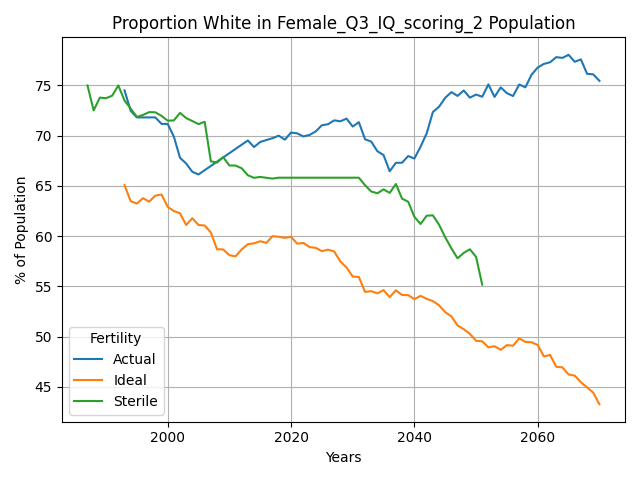 Proportion White in Female_Q3_IQ_scoring_2 Population
% of Population
75
70
65
60
55
50
45
Fertility
Actual
Ideal
Sterile
2000
2020
2040
2060
Years